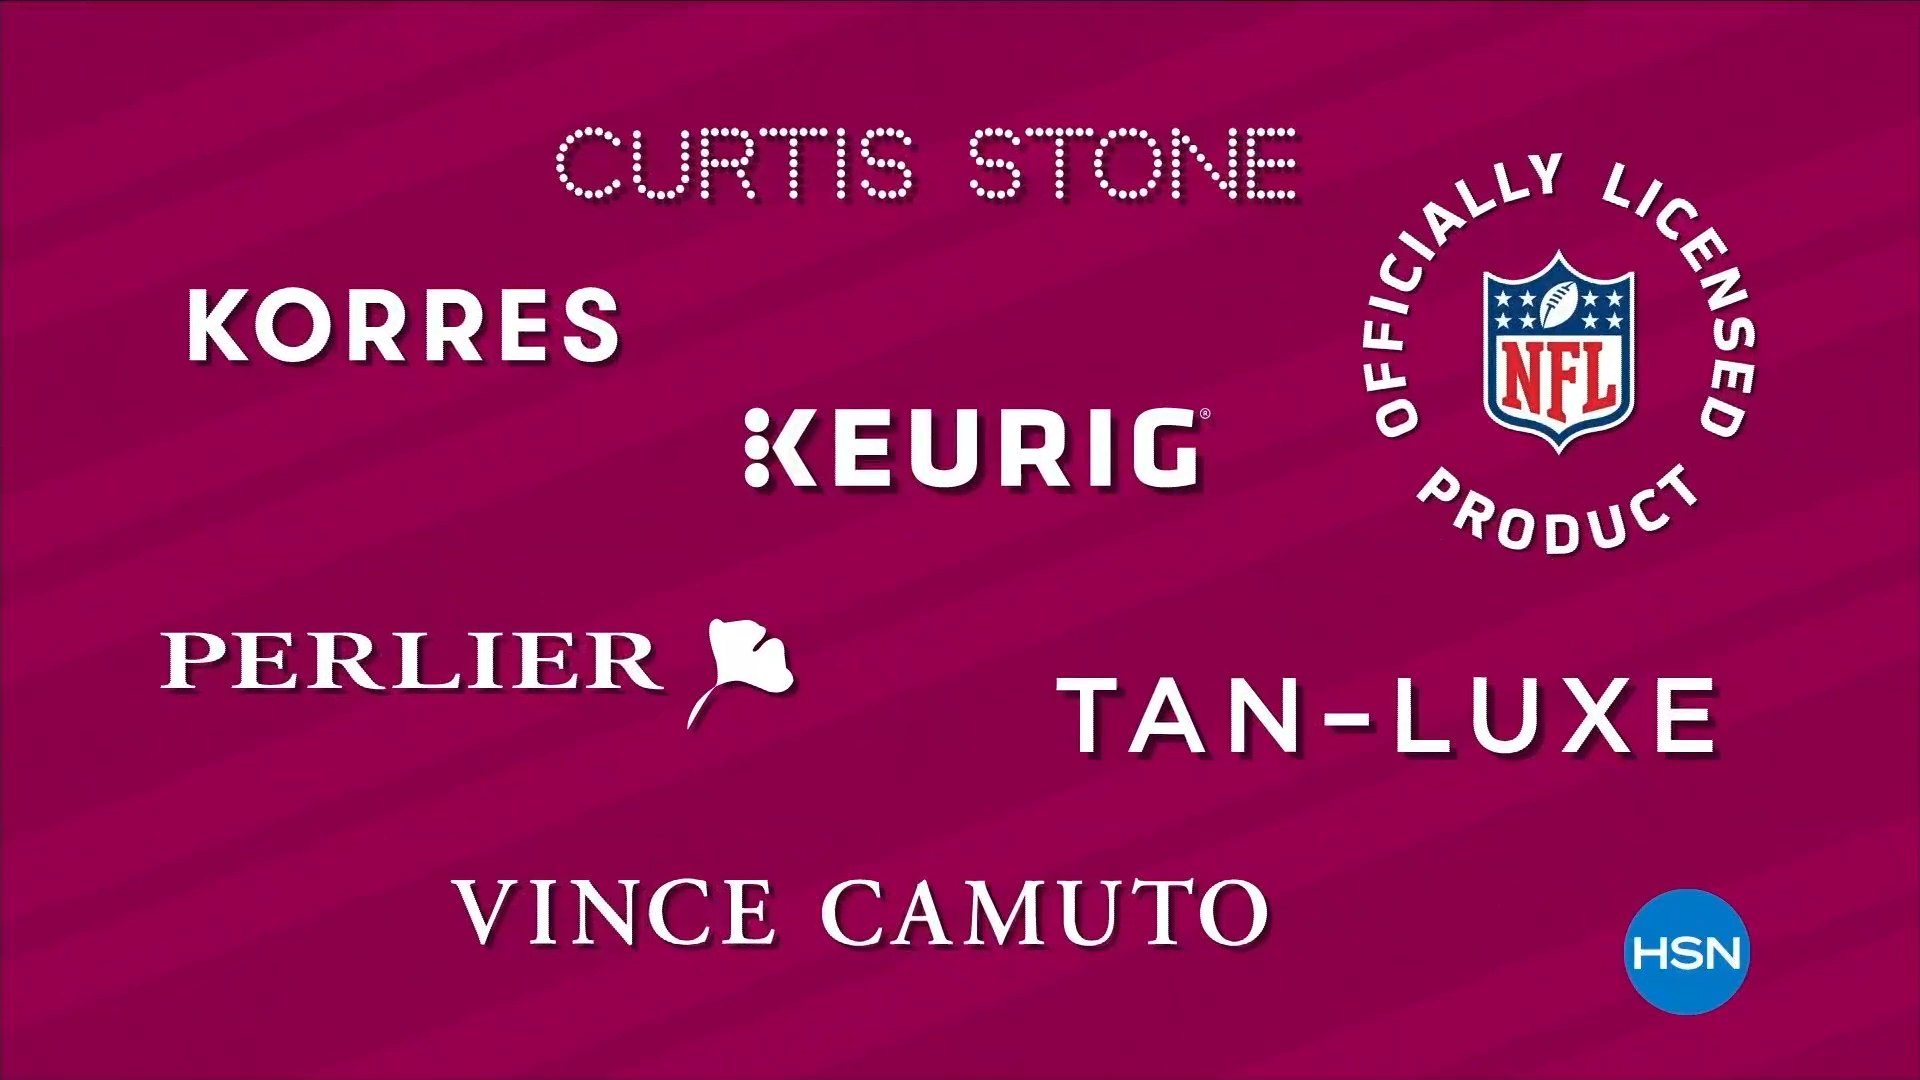 CURTIS STONE
KORRES
OFFICIALLY LICENSED
NFL
PRODUCT
KEURIG®
PERLIER
TAN-LUXE
VINCE CAMUTO
HSN